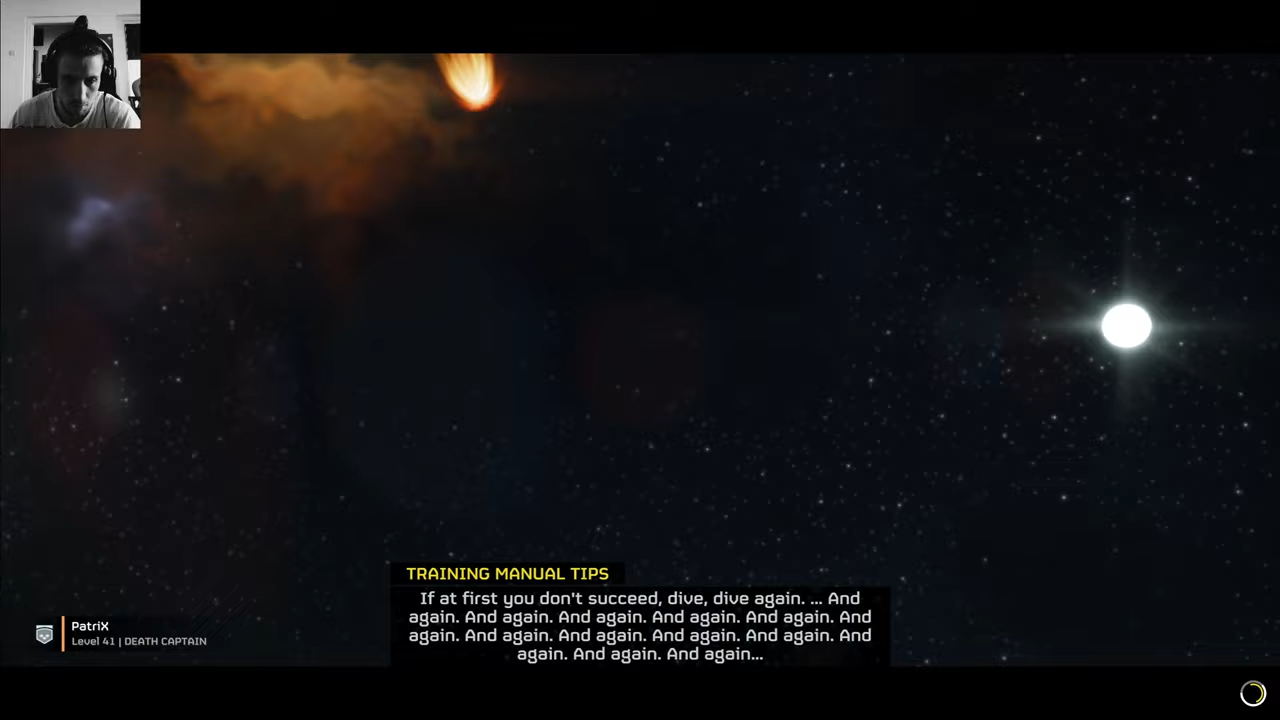 TRAINING MANUAL TIPS
If at first you don't succeed, dive, dive again. ... And
again. And again. And again. And again. And again. And
again. And again. And again. And again. And again. And
again. And again. And again...
PatriX
Level 41 | DEATH CAPTAIN